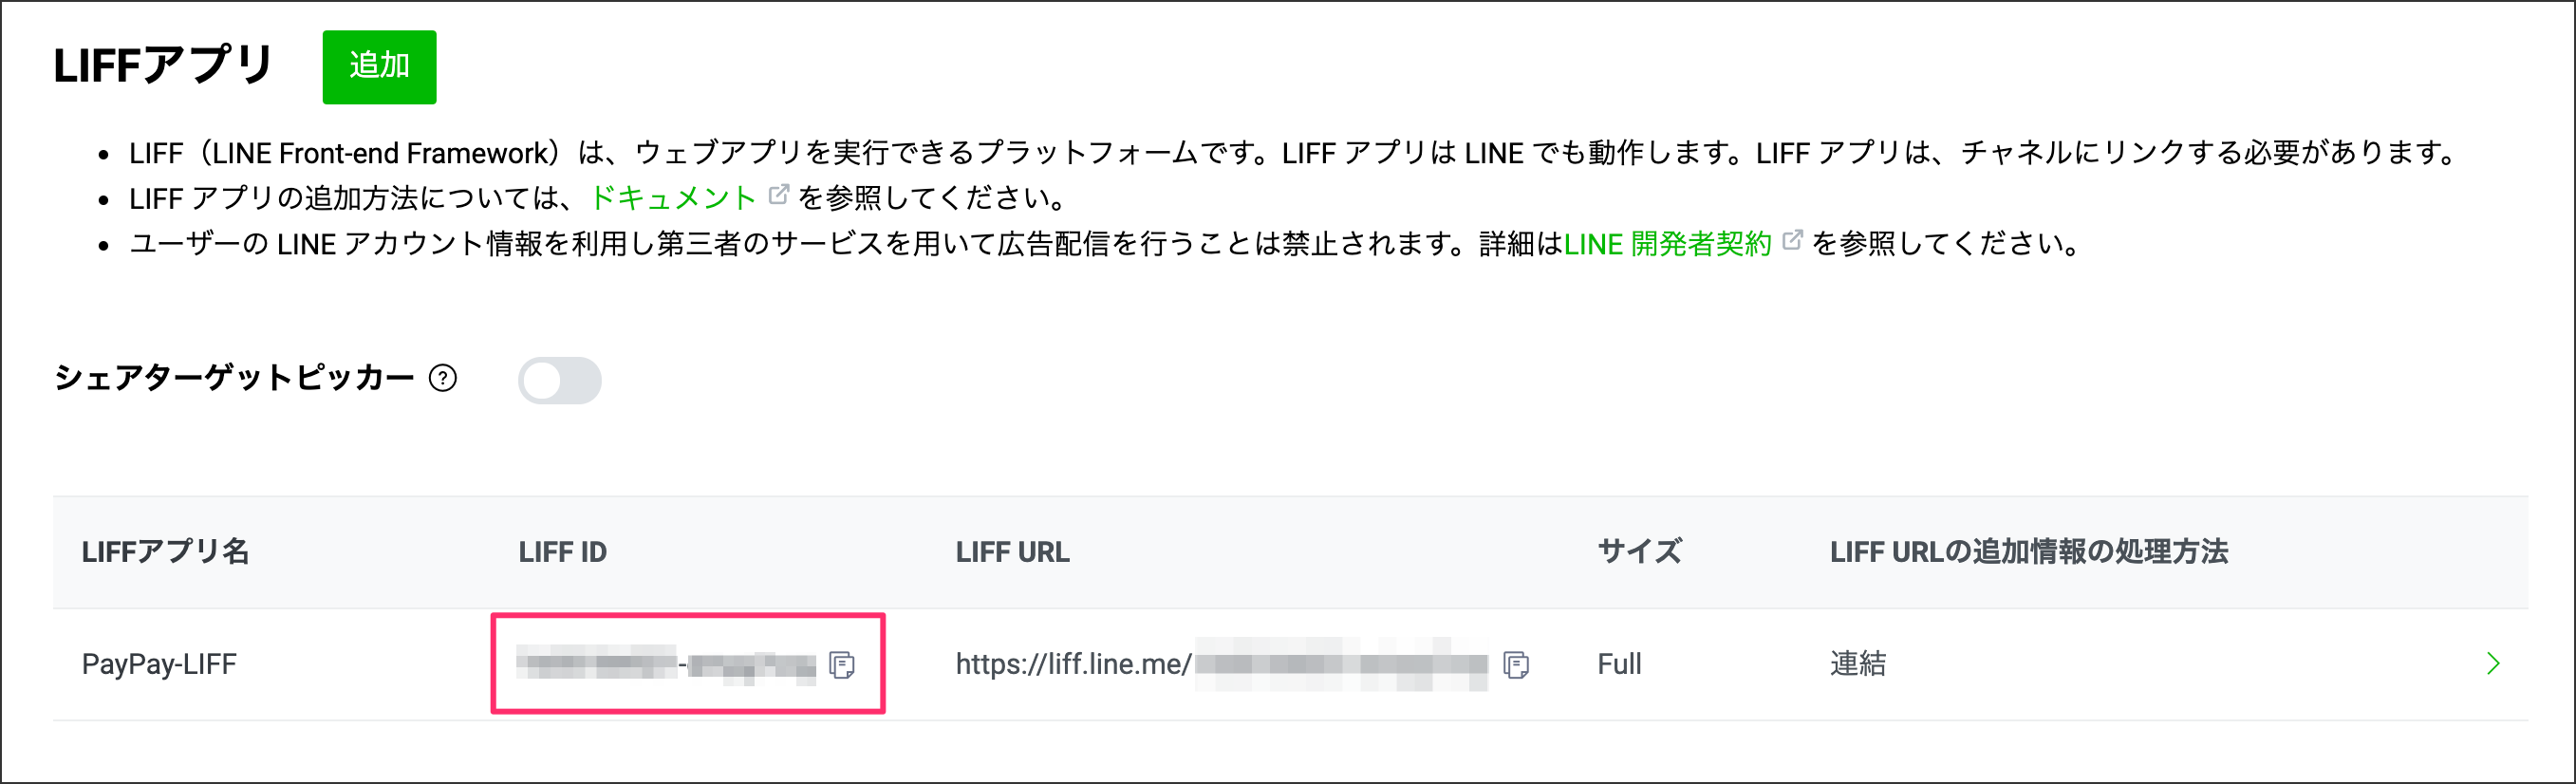 LIFFアプリ 追加
LIFF（LINE Front-end Framework）は、ウェブアプリを実行できるプラットフォームです。LIFF アプリは LINE でも動作します。LIFF アプリは、チャネルにリンクする必要があります。
LIFF アプリの追加方法については、ドキュメント を参照してください。
ユーザーの LINE アカウント情報を利用し第三者のサービスを用いて広告配信を行うことは禁止されます。詳細はLINE 開発者契約 を参照してください。
シェアターゲットピッカー ?
LIFFアプリ名 LIFF ID LIFF URL サイズ LIFF URLの追加情報の処理方法
PayPay-LIFF - https://liff.line.me/ Full 連結